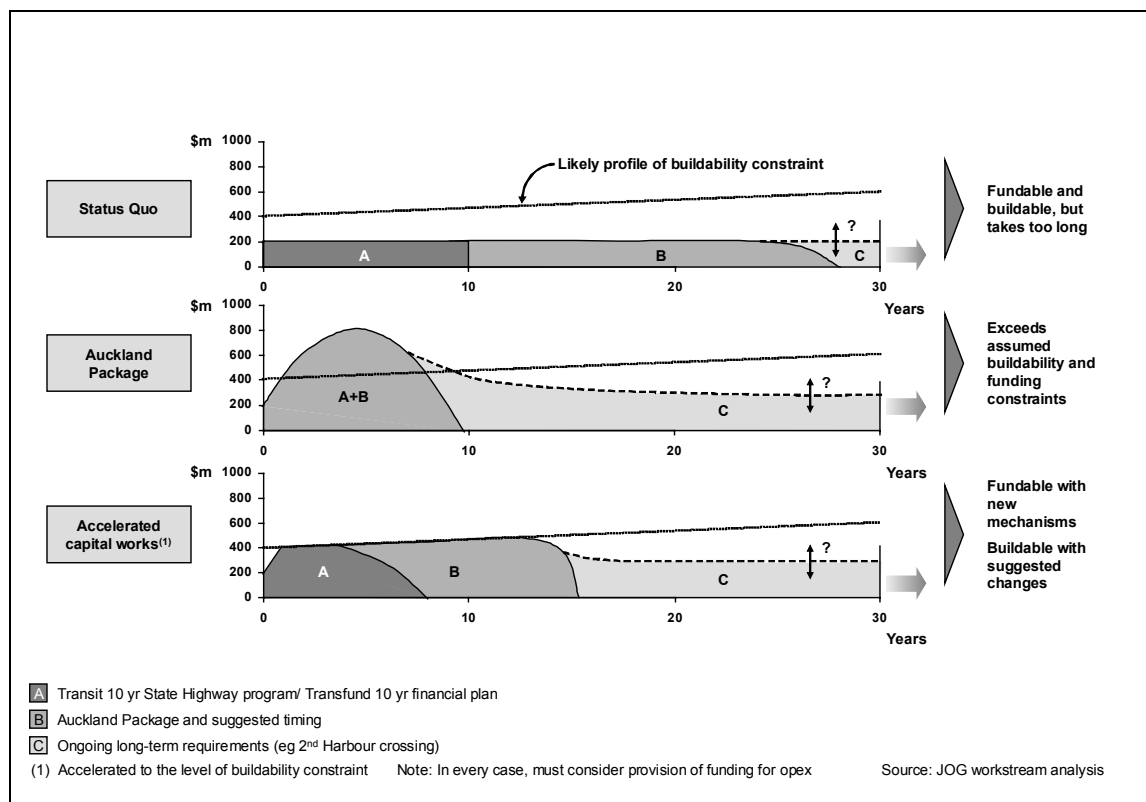 $m 1000
800
600
400
200
0
Likely profile of buildability constraint
Status Quo
A
B
C
?
0 10 20 30
Years
Fundable and
buildable, but
takes too long
$m 1000
800
600
400
200
0
Auckland
Package
A+B
C
?
0 10 20 30
Years
Exceeds
assumed
buildability and
funding
constraints
$m 1000
800
600
400
200
0
Accelerated
capital works(1)
A
B
C
?
0 10 20 30
Years
Fundable with
new
mechanisms
Buildable with
suggested
changes
A Transit 10 yr State Highway program/ Transfund 10 yr financial plan
B Auckland Package and suggested timing
C Ongoing long-term requirements (eg 2nd Harbour crossing)
(1) Accelerated to the level of buildability constraint Note: In every case, must consider provision of funding for opex Source: JOG workstream analysis